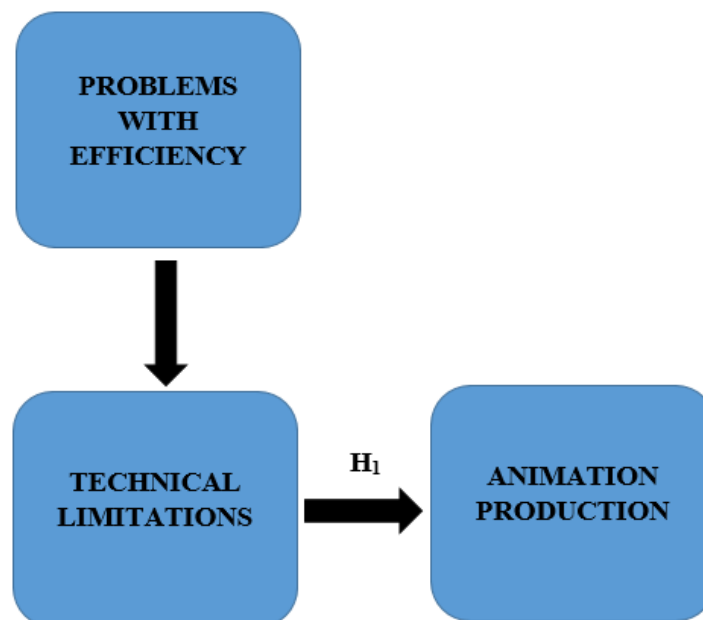 PROBLEMS
WITH
EFFICIENCY
TECHNICAL
LIMITATIONS
H1
ANIMATION
PRODUCTION